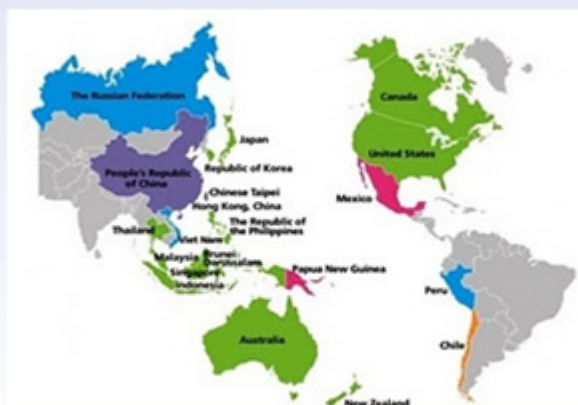 The Russian Federation
Canada
Japan
United States
People's Republic
of China
Republic of Korea
Chinese Taipei
Hong Kong, China
Mexico
Thailand
The Republic of
the Philippines
Viet Nam
Malaysia
Brunei
Darussalam
Singapore
Papua New Guinea
Indonesia
Peru
Australia
Chile
New Zealand